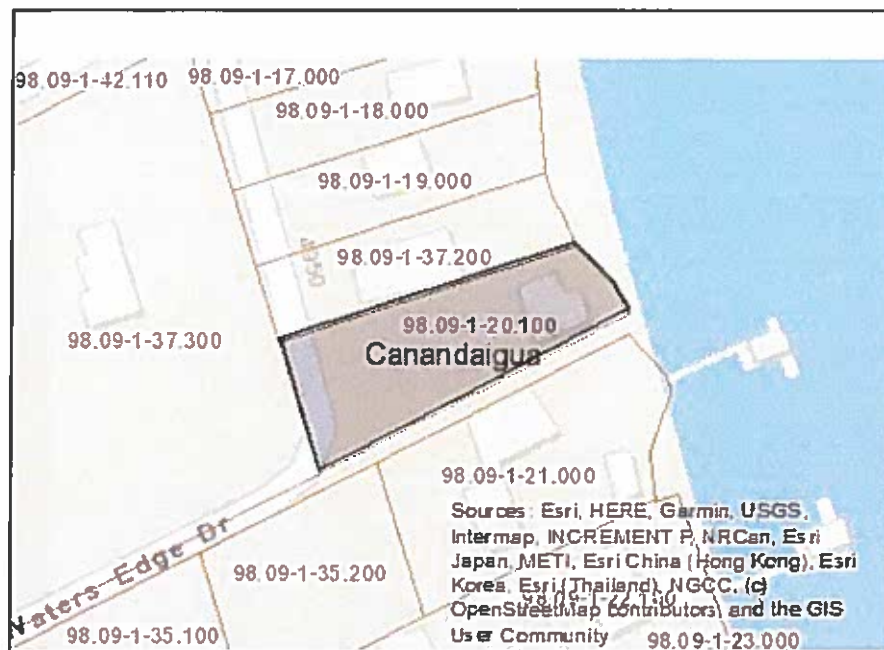 98.09-1-42.110
98.09-1-17.000
98.09-1-18.000
98.09-1-19.000
4350
98.09-1-37.200
98.09-1-37.300
98.09-1-20.100
Canandaigua
98.09-1-21.000
Waters Edge Dr
98.09-1-35.200
98.09-1-35.100
Sources: Esri, HERE, Garmin, USGS,
Intermap, INCREMENT P, NRCan, Esri
Japan, METI, Esri China (Hong Kong), Esri
Korea, Esri (Thailand), NGCC, (c)
OpenStreetMap contributors, and the GIS
User Community
98.09-1-23.000